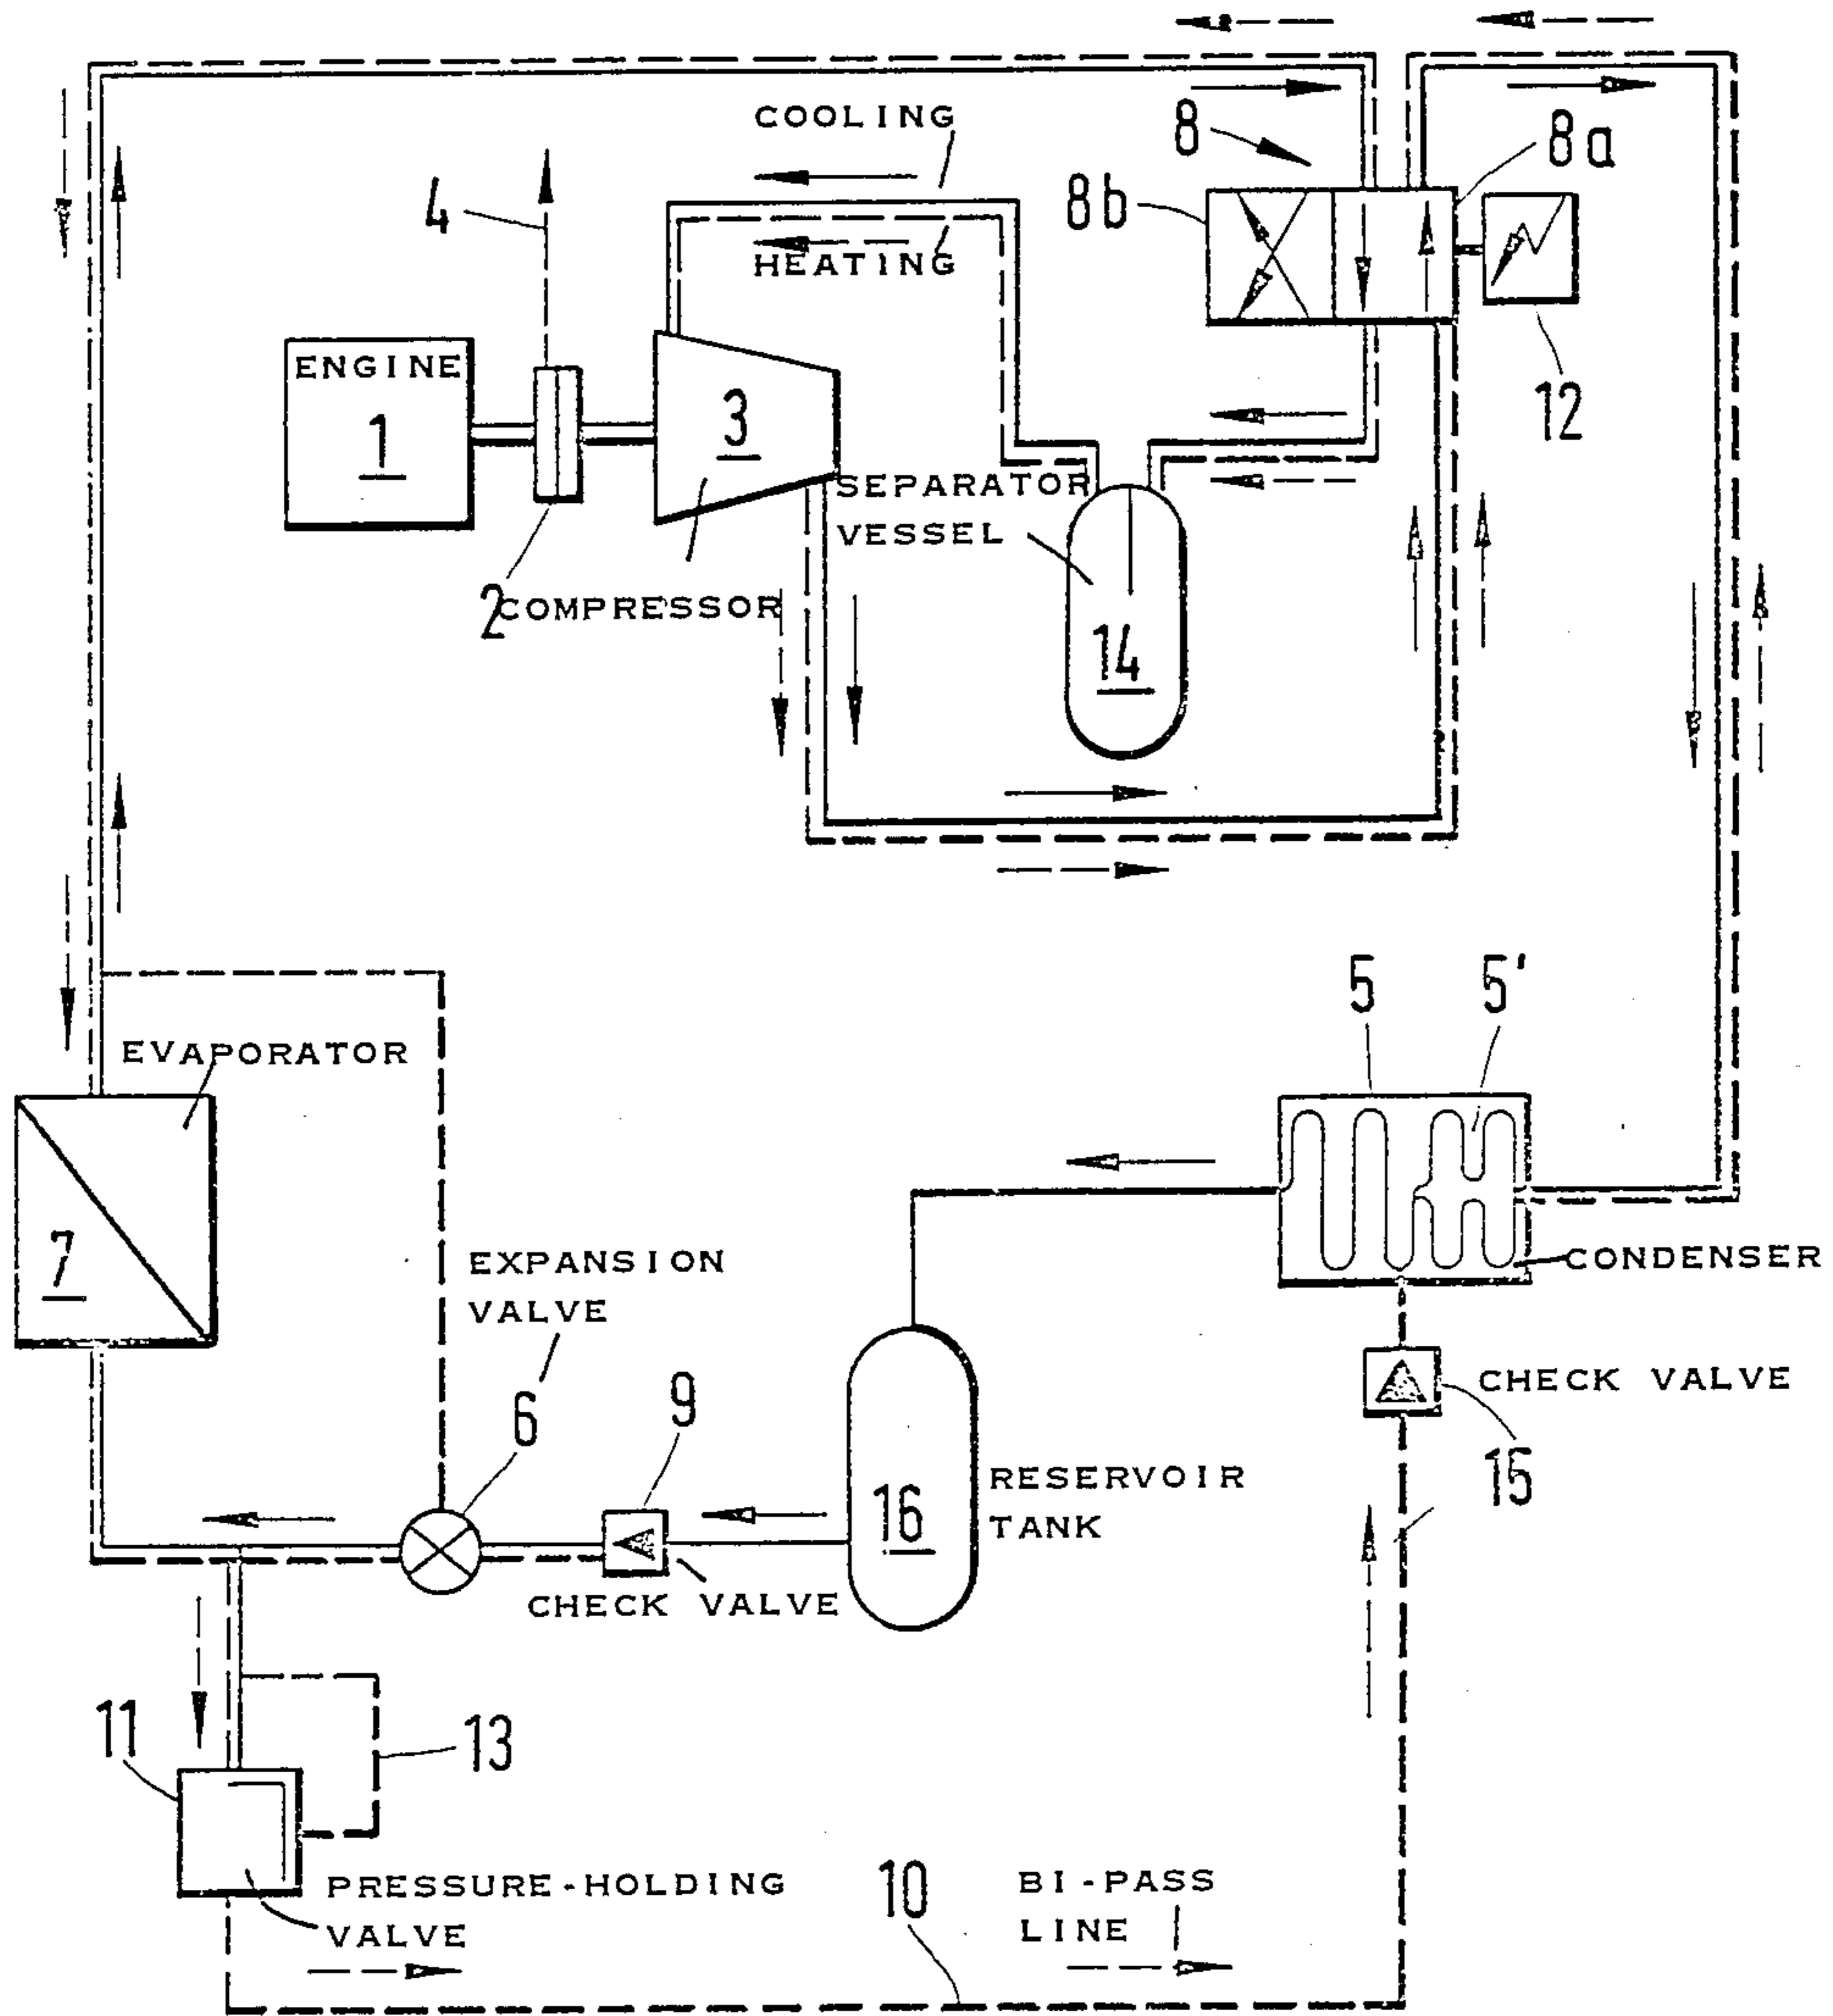 COOLING
8
8a
8b
4
HEATING
12
ENGINE
1
3
SEPARATOR
VESSEL
2
COMPRESSOR
14
5
5'
EVAPORATOR
7
EXPANSION
VALVE
CONDENSER
6
9
CHECK VALVE
15
16
RESERVOIR
TANK
CHECK VALVE
11
13
PRESSURE-HOLDING
VALVE
10
BI-PASS
LINE